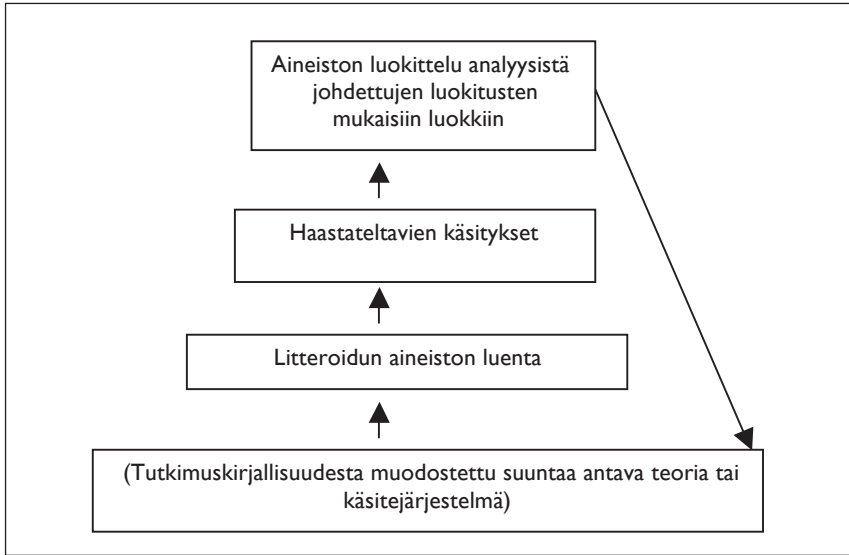 Aineiston luokittelu analyysistä
johdettujen luokitusten
mukaisiin luokkiin
Haastateltavien käsitykset
Litteroidun aineiston luenta
(Tutkimuskirjallisuudesta muodostettu suuntaa antava teoria tai
käsitejärjestelmä)